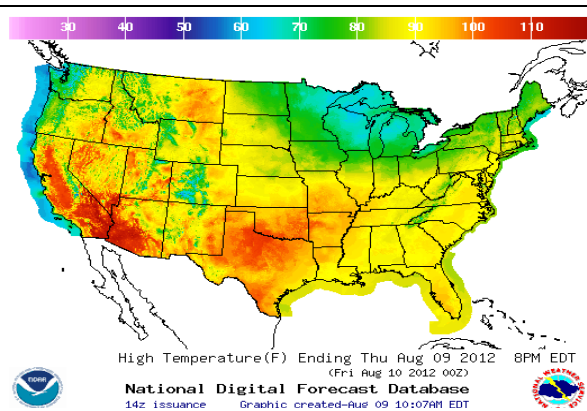 30 40 50 60 70 80 90 100 110
High Temperature(F) Ending Thu Aug 09 2012 8PM EDT
(Fri Aug 10 2012 00Z)
National Digital Forecast Database
14z issuance Graphic created-Aug 09 10:07AM EDT
NOAA